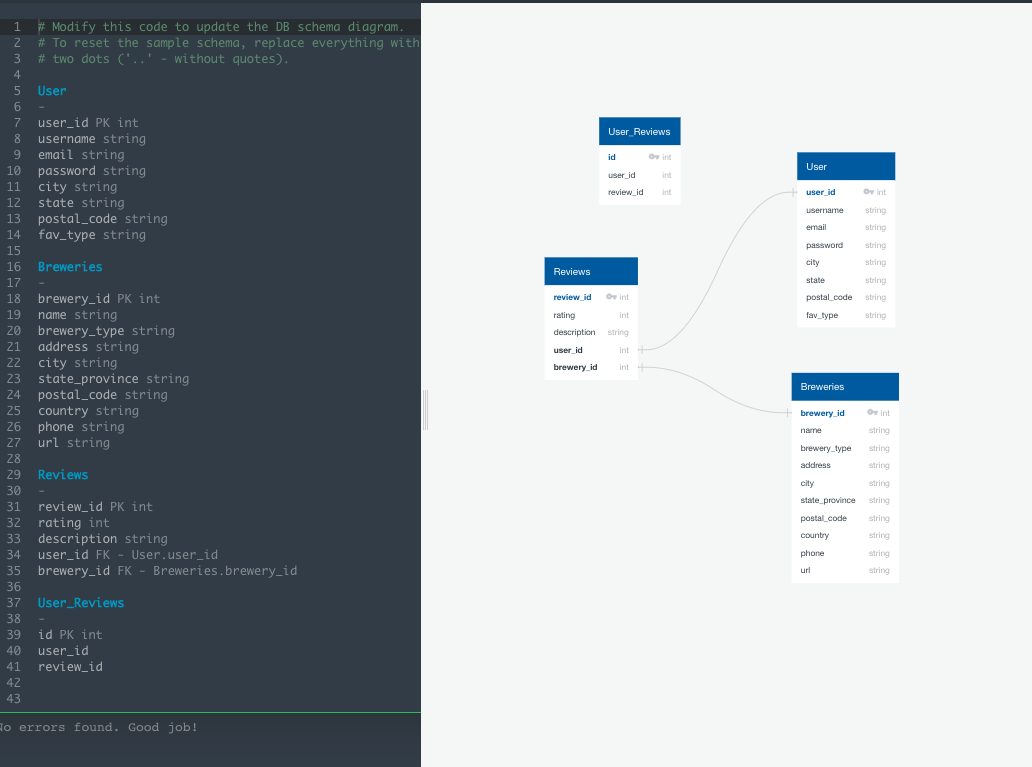 1 # Modify this code to update the DB schema diagram.
2 # To reset the sample schema, replace everything with
3 # two dots ('..' - without quotes).
4
5 User
6 -
7 user_id PK int
8 username string
9 email string
10 password string
11 city string
12 state string
13 postal_code string
14 fav_type string
15
16 Breweries
17 -
18 brewery_id PK int
19 name string
20 brewery_type string
21 address string
22 city string
23 state_province string
24 postal_code string
25 country string
26 phone string
27 url string
28
29 Reviews
30 -
31 review_id PK int
32 rating int
33 description string
34 user_id FK - User.user_id
35 brewery_id FK - Breweries.brewery_id
36
37 User_Reviews
38 -
39 id PK int
40 user_id
41 review_id
42
43
No errors found. Good job!
User_Reviews
id int
user_id int
review_id int
User
user_id int
username string
email string
password string
city string
state string
postal_code string
fav_type string
Reviews
review_id int
rating int
description string
user_id int
brewery_id int
Breweries
brewery_id int
name string
brewery_type string
address string
city string
state_province string
postal_code string
country string
phone string
url string